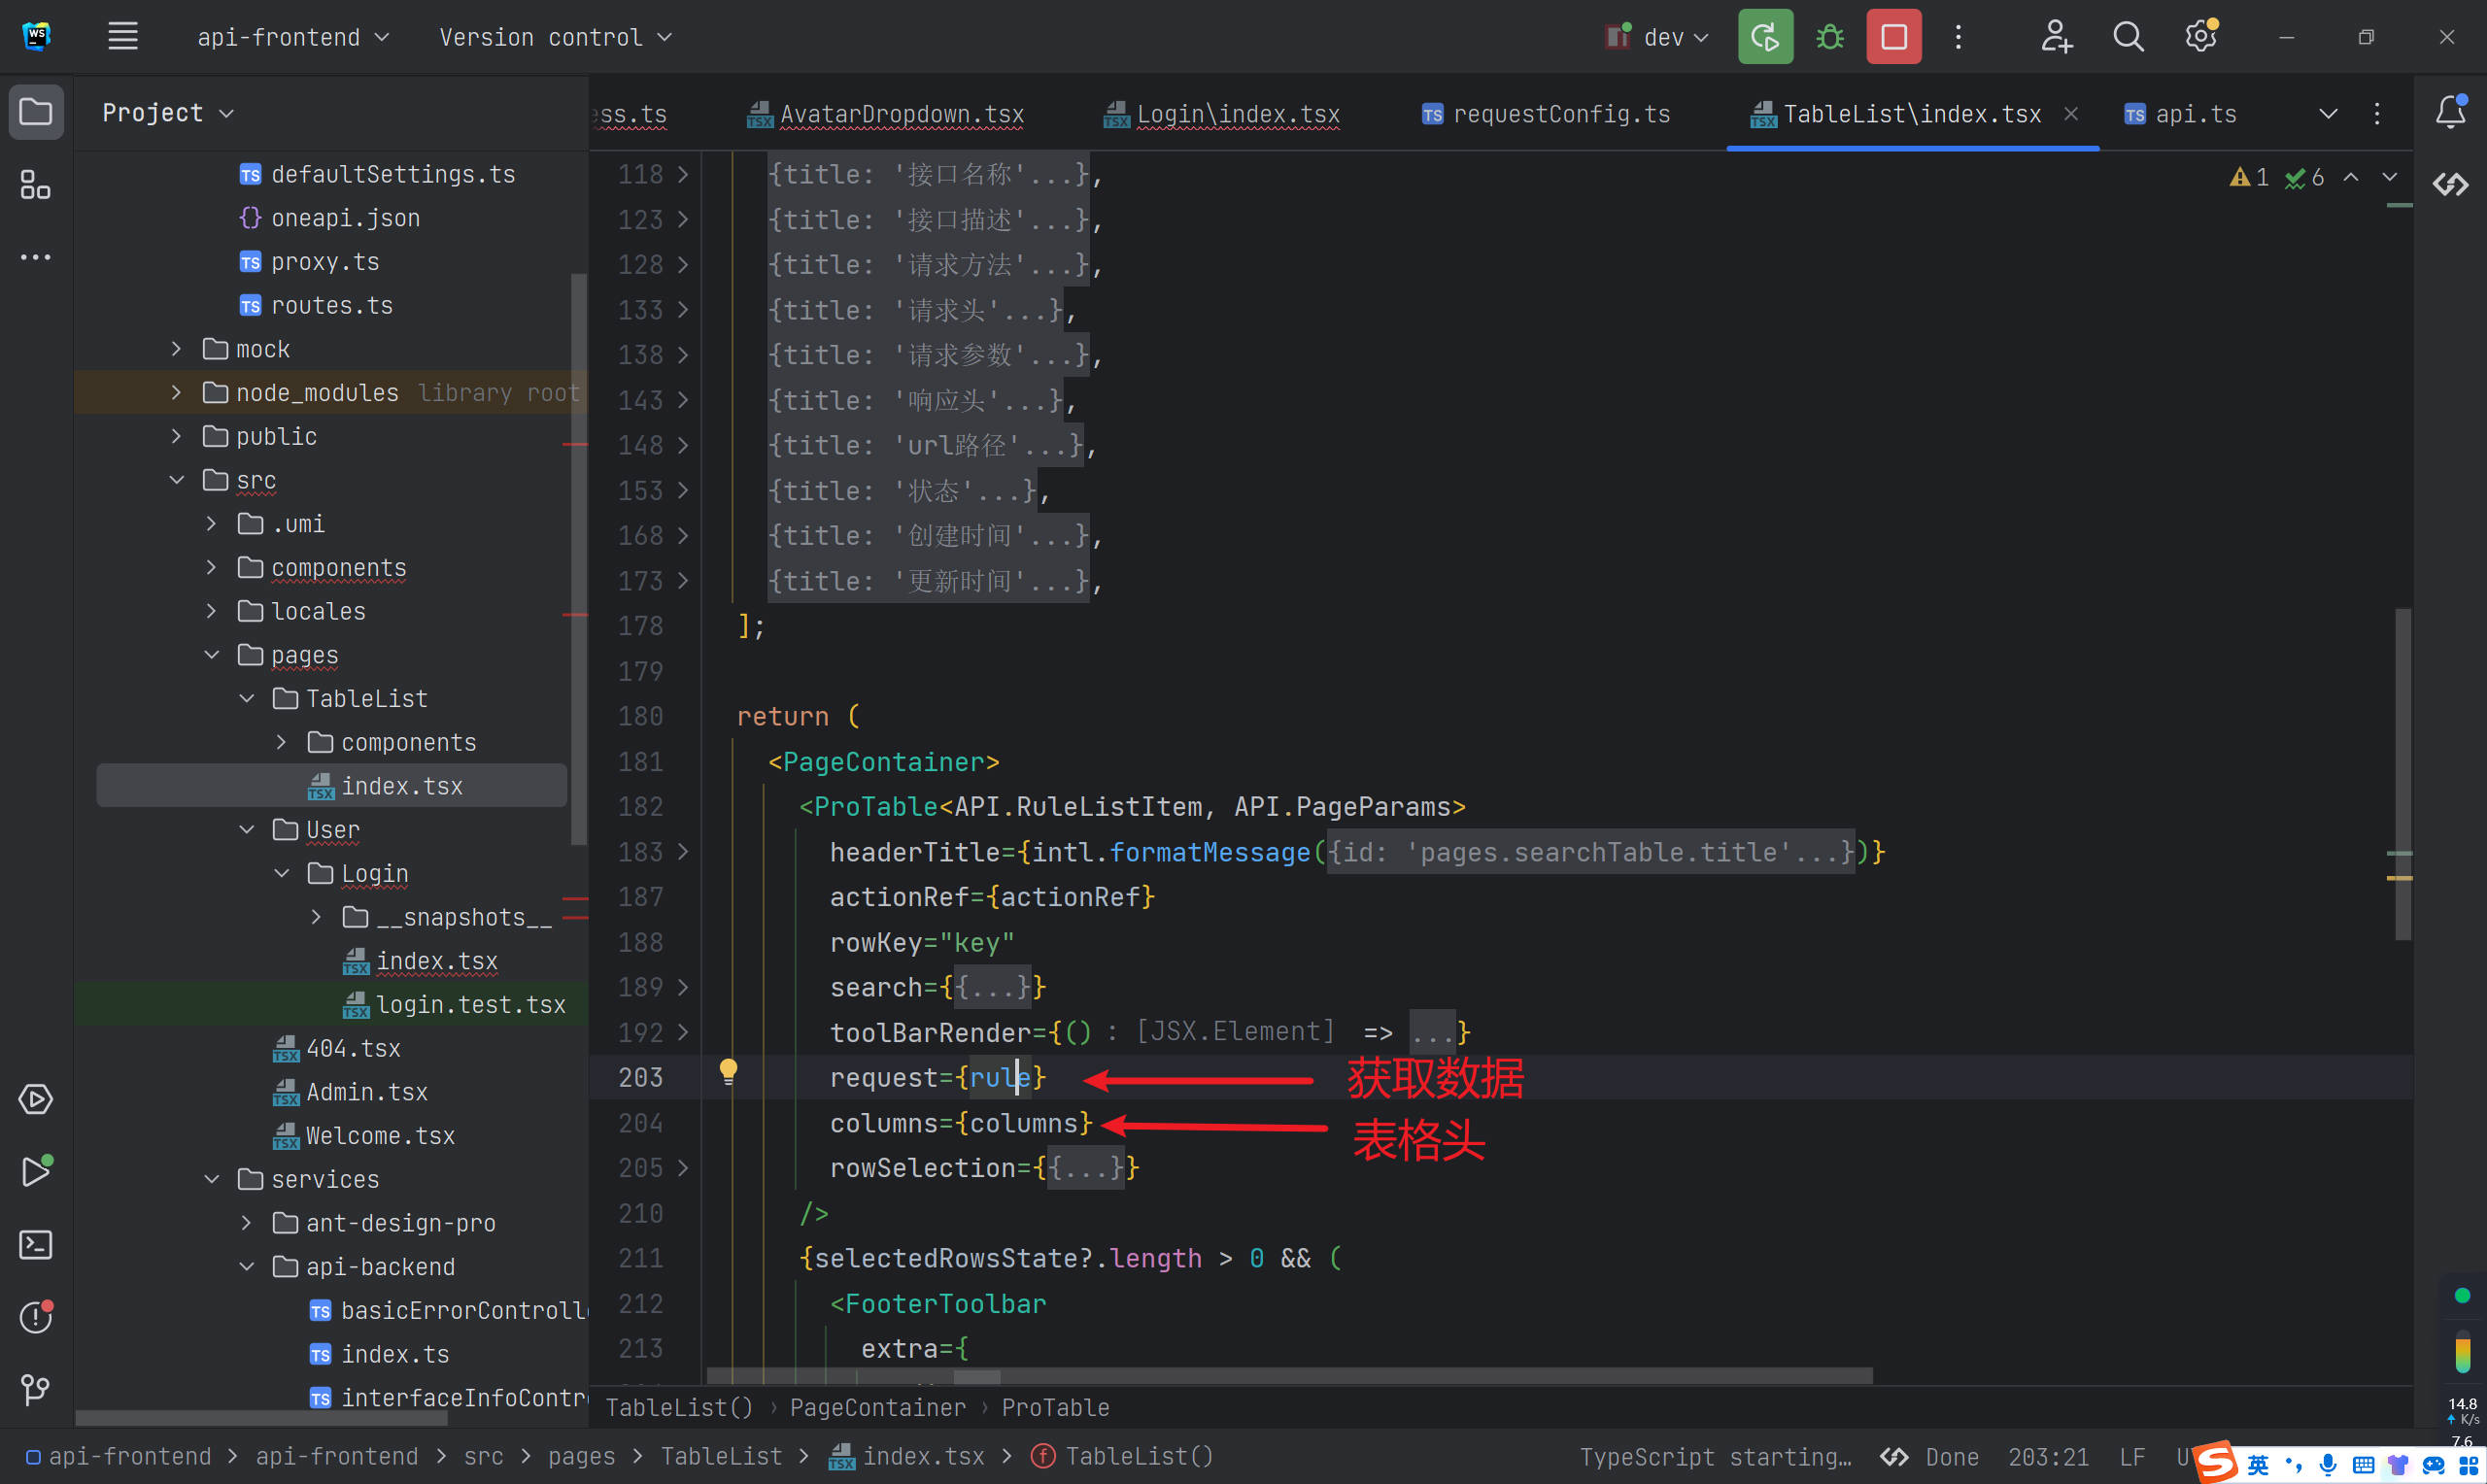 WS
api-frontend
Version control
dev
Project
ess.ts
AvatarDropdown.tsx
Login\index.tsx
requestConfig.ts
TableList\index.tsx
api.ts
defaultSettings.ts
oneapi.json
proxy.ts
routes.ts
mock
node_modules library root
public
src
.umi
components
locales
pages
TableList
components
index.tsx
User
Login
__snapshots__
index.tsx
login.test.tsx
404.tsx
Admin.tsx
Welcome.tsx
services
ant-design-pro
api-backend
basicErrorControlle
index.ts
interfaceInfoContro
1 6
118 {title: '接口名称'...},
123 {title: '接口描述'...},
128 {title: '请求方法'...},
133 {title: '请求头'...},
138 {title: '请求参数'...},
143 {title: '响应头'...},
148 {title: 'url路径'...},
153 {title: '状态'...},
168 {title: '创建时间'...},
173 {title: '更新时间'...},
178 ];
179
180 return (
181 <PageContainer>
182 <ProTable<API.RuleListItem, API.PageParams>
183 headerTitle={intl.formatMessage({id: 'pages.searchTable.title'...})}
187 actionRef={actionRef}
188 rowKey="key"
189 search={{...}}
192 toolBarRender={() : [JSX.Element] => ...}
203 request={rule} 获取数据
204 columns={columns} 表格头
205 rowSelection={{...}}
210 />
211 {selectedRowsState?.length > 0 && (
212 <FooterToolbar
213 extra={
TableList() › PageContainer › ProTable
api-frontend > api-frontend > src > pages > TableList > index.tsx > TableList()
TypeScript starting… Done 203:21 LF U
英
14.8
K/s
7.6